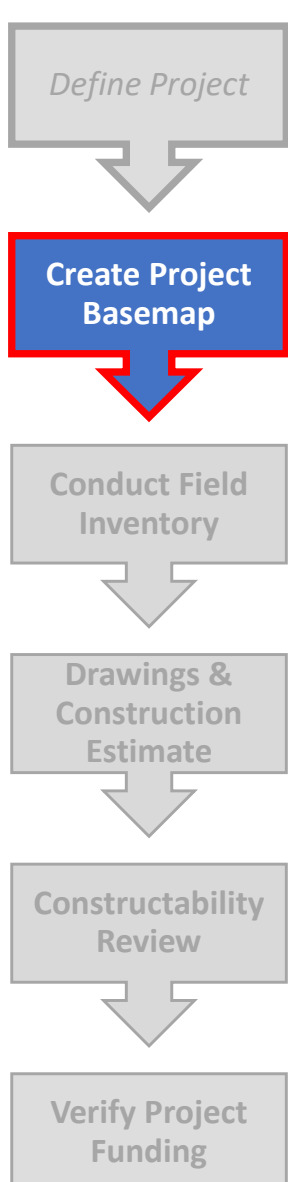 Define Project
Create Project
Basemap
Conduct Field
Inventory
Drawings &
Construction
Estimate
Constructability
Review
Verify Project
Funding